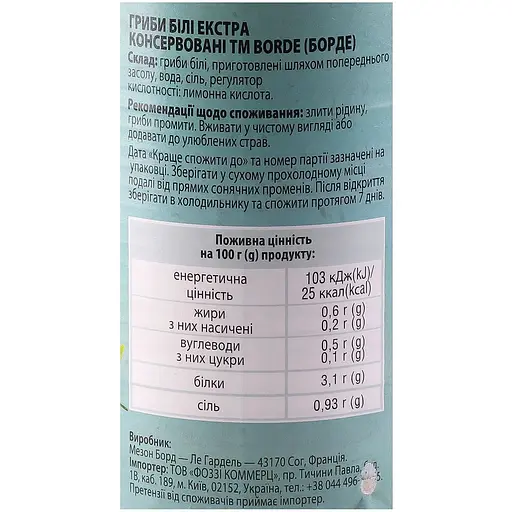 ГРИБИ БІЛІ ЕКСТРА
КОНСЕРВОВАНІ ТМ BORDE (БОРДЕ)
Склад: гриби білі, приготовлені шляхом попереднього
засолу, вода, сіль, регулятор
кислотності: лимонна кислота.
Рекомендації щодо споживання: злити рідину,
гриби промити. Вживати у чистому вигляді або
додавати до улюблених страв.
Дата «Краще спожити до» та номер партії зазначені на
упаковці. Зберігати у сухому прохолодному місці
подалі від прямих сонячних променів. Після відкриття
зберігати в холодильнику та спожити протягом 7 днів.
Поживна цінність
на 100 г (g) продукту:
енергетична 103 кДж(kJ)/
цінність 25 ккал(kcal)
жири 0,6 г (g)
з них насичені 0,2 г (g)
вуглеводи 0,5 г (g)
з них цукри 0,1 г (g)
білки 3,1 г (g)
сіль 0,93 г (g)
Виробник:
Мезон Борд — Ле Гардель — 43170 Сог, Франція.
Імпортер: ТОВ «ФОЗЗІ КОММЕРЦ», пр. Тичини Павла,
1В, каб. 189, м. Київ, 02152, Україна, тел.: +38 044 496-
Претензії від споживачів приймає імпортер.